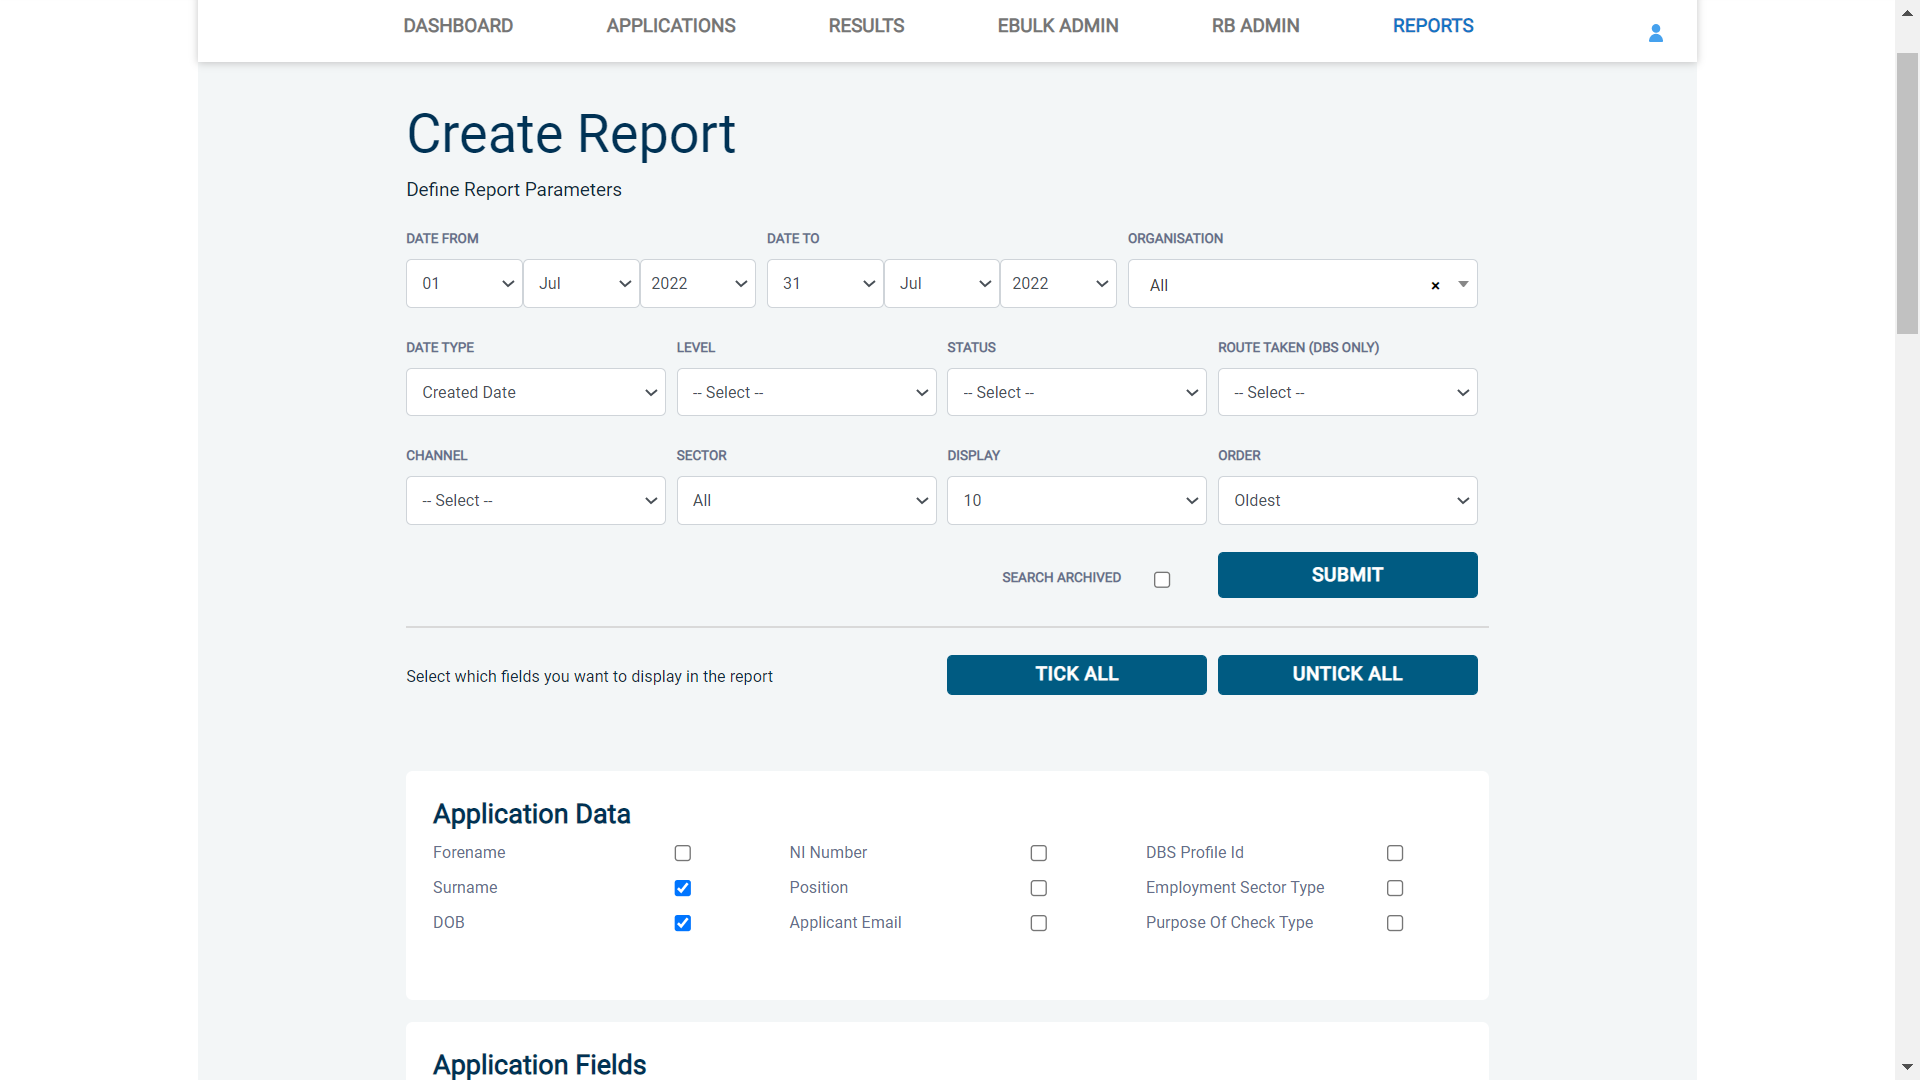 DASHBOARD APPLICATIONS RESULTS EBULK ADMIN RB ADMIN REPORTS
Create Report
Define Report Parameters
DATE FROM DATE TO ORGANISATION
01 Jul 2022 31 Jul 2022 All ×
DATE TYPE LEVEL STATUS ROUTE TAKEN (DBS ONLY)
Created Date -- Select -- -- Select -- -- Select --
CHANNEL SECTOR DISPLAY ORDER
-- Select -- All 10 Oldest
SEARCH ARCHIVED SUBMIT
Select which fields you want to display in the report TICK ALL UNTICK ALL
Application Data
Forename NI Number DBS Profile Id
Surname Position Employment Sector Type
DOB Applicant Email Purpose Of Check Type
Application Fields